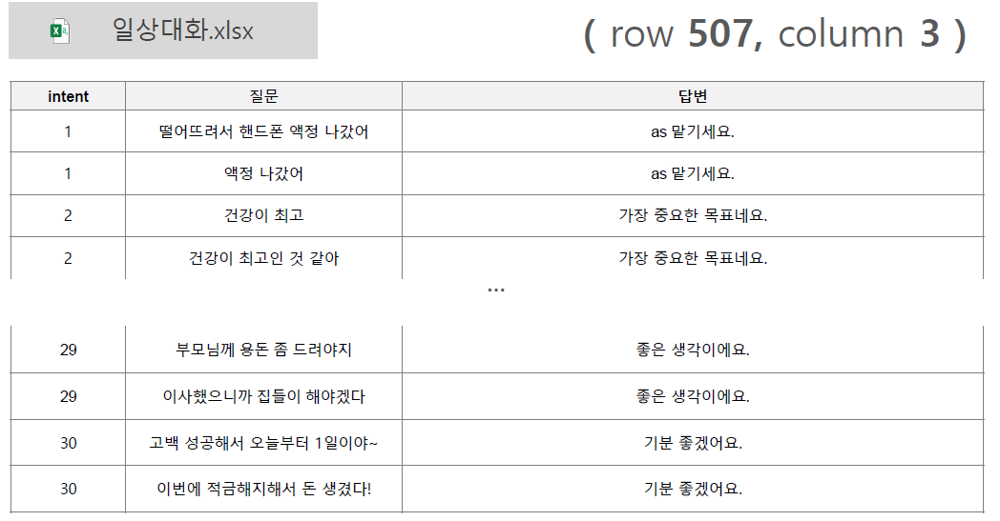 일상대화.xlsx
( row 507, column 3 )
intent 질문 답변
1 떨어뜨려서 핸드폰 액정 나갔어 as 맡기세요.
1 액정 나갔어 as 맡기세요.
2 건강이 최고 가장 중요한 목표네요.
2 건강이 최고인 것 같아 가장 중요한 목표네요.
...
29 부모님께 용돈 좀 드려야지 좋은 생각이에요.
29 이사했으니까 집들이 해야겠다 좋은 생각이에요.
30 고백 성공해서 오늘부터 1일이야~ 기분 좋겠어요.
30 이번에 적금해지해서 돈 생겼다! 기분 좋겠어요.